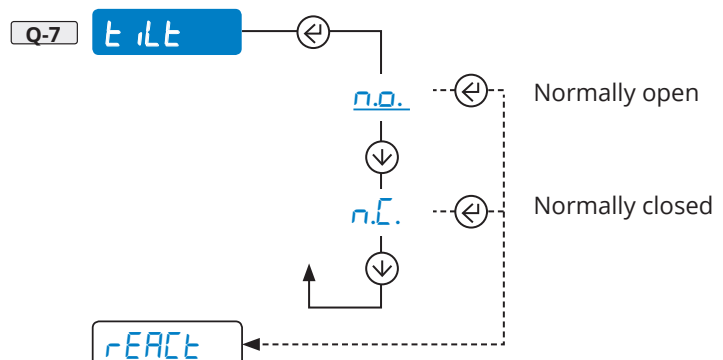 Q-7 tiLt
n.o. Normally open
n.C. Normally closed
rEACt